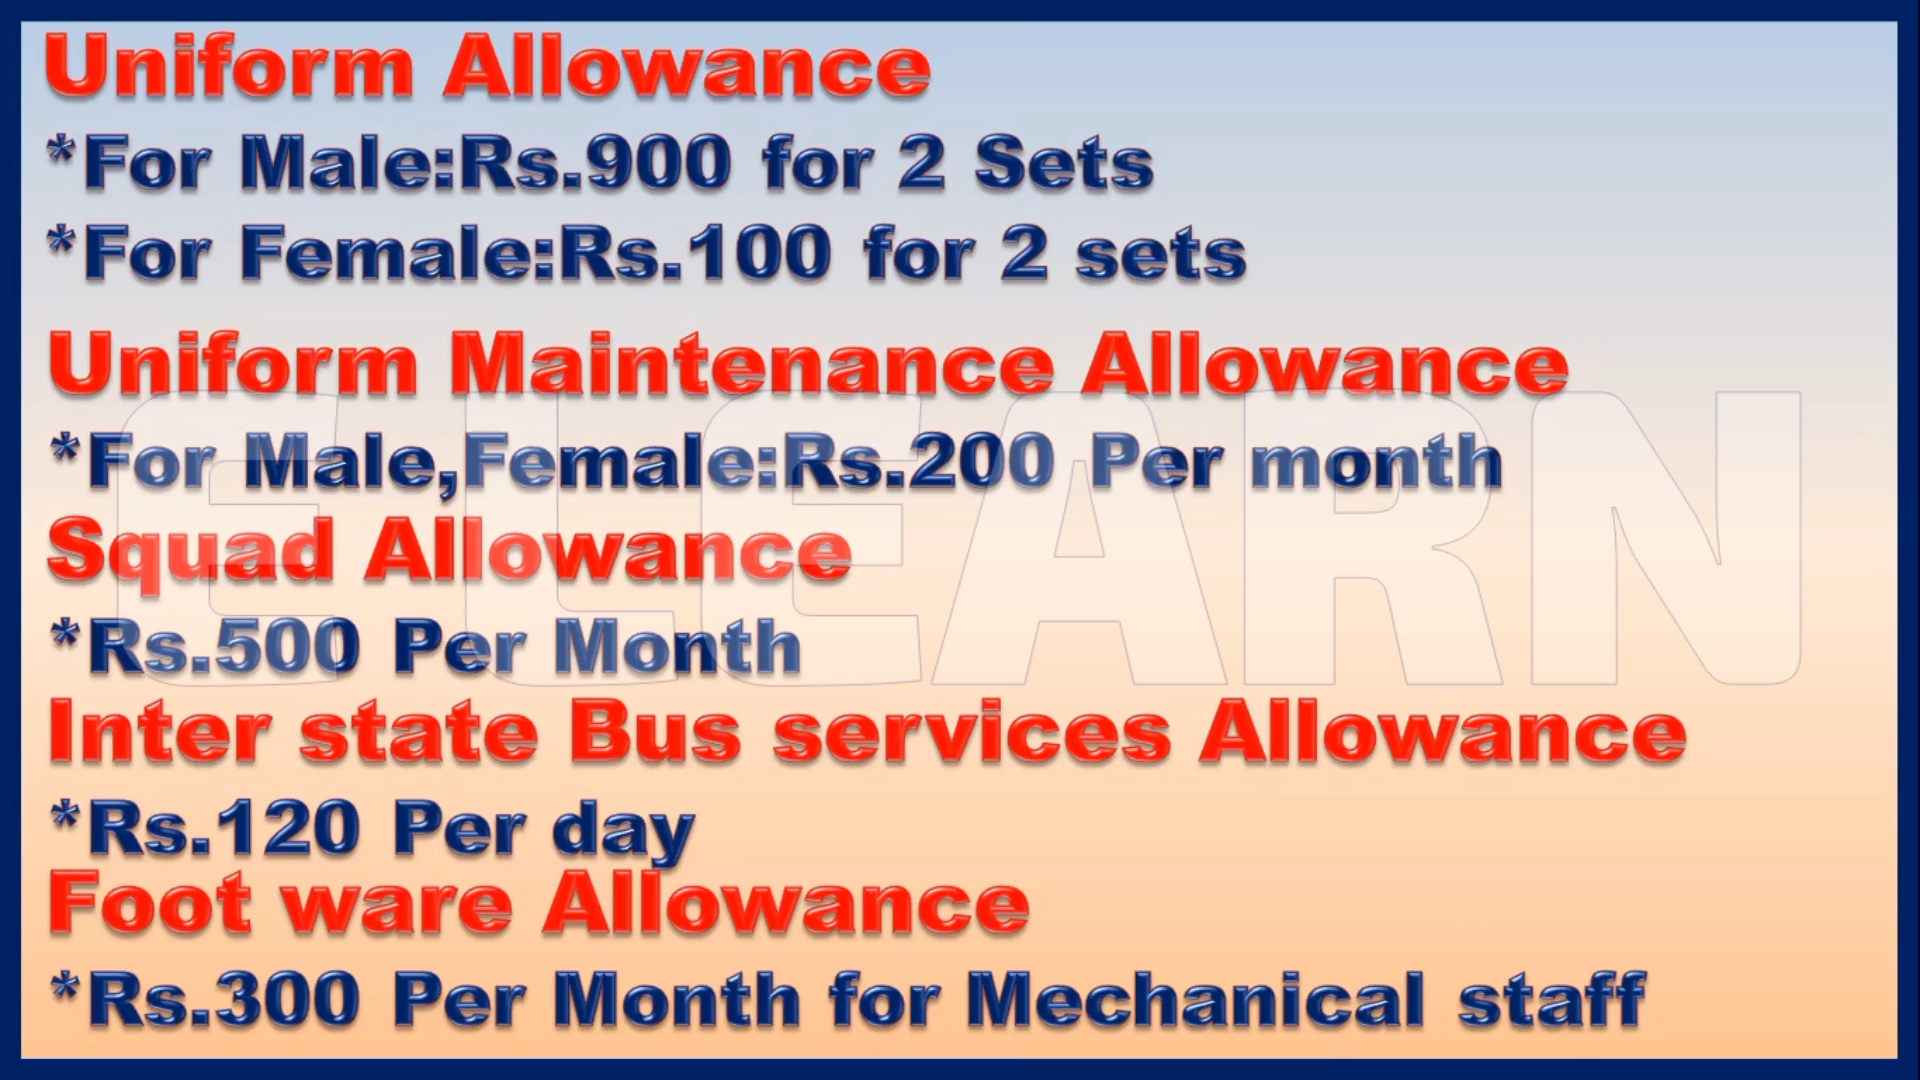 Uniform Allowance
*For Male:Rs.900 for 2 Sets
*For Female:Rs.100 for 2 sets
Uniform Maintenance Allowance
*For Male,Female:Rs.200 Per month
Squad Allowance
*Rs.500 Per Month
Inter state Bus services Allowance
*Rs.120 Per day
Foot ware Allowance
*Rs.300 Per Month for Mechanical staff
E LEARN